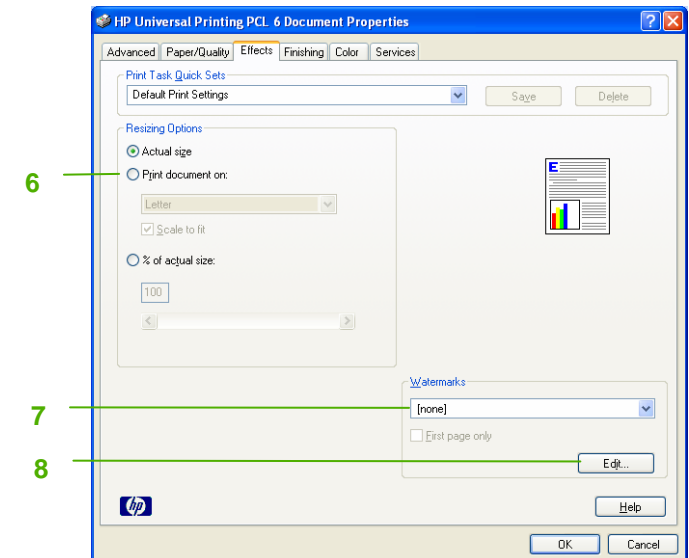 HP Universal Printing PCL 6 Document Properties
Advanced Paper/Quality Effects Finishing Color Services
Print Task Quick Sets
Default Print Settings Save Delete
Resizing Options
Actual size
6 Print document on:
Letter
Scale to fit
% of actual size:
100
E
Watermarks
7 [none]
First page only
8 Edit...
hp Help
OK Cancel